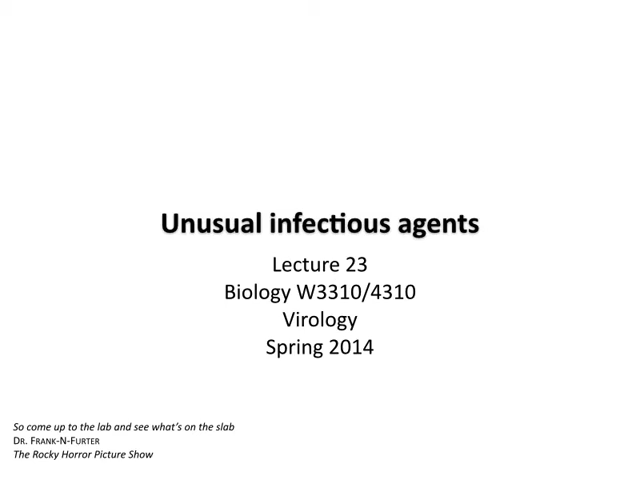 Unusual infectious agents
Lecture 23
Biology W3310/4310
Virology
Spring 2014
So come up to the lab and see what's on the slab
DR. FRANK-N-FURTER
The Rocky Horror Picture Show